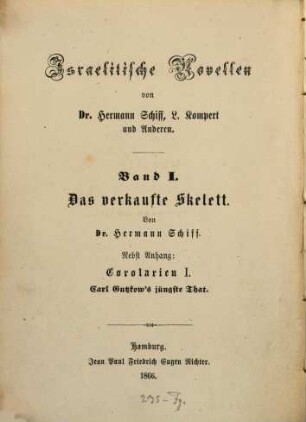 Israelitische Novellen
von
Dr. Hermann Schiff, L. Kompert
und Anderen.
Band I.
Das verkaufte Skelett.
Von
Dr. Hermann Schiff.
Nebst Anhang:
Corolarien I.
Carl Gutzkow's jüngste That.
Hamburg.
Jean Paul Friedrich Eugen Richter.
1866.